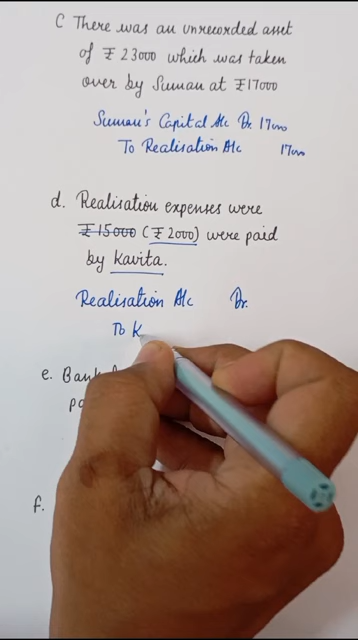 C There was an unrecorded asset
of ₹ 23000 which was taken
over by Suman at ₹17000
Suman's Capital A/c Dr. 17000
To Realisation A/c 17000
d. Realisation expenses were
₹15000 (₹2000) were paid
by Kavita.
Realisation A/c Dr.
To K
e. Bank
f.